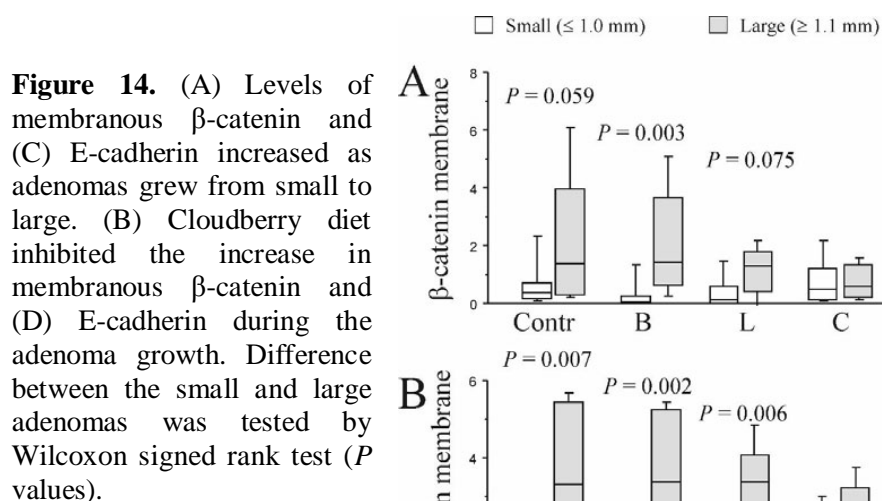 Small (≤ 1.0 mm) Large (≥ 1.1 mm)
Figure 14. (A) Levels of
membranous β-catenin and
(C) E-cadherin increased as
adenomas grew from small to
large. (B) Cloudberry diet
inhibited the increase in
membranous β-catenin and
(D) E-cadherin during the
adenoma growth. Difference
between the small and large
adenomas was tested by
Wilcoxon signed rank test (P
values).
A
β-catenin membrane
8
6
4
2
0
P = 0.059
P = 0.003
P = 0.075
Contr B L C
B
n membrane
6
4
P = 0.007
P = 0.002
P = 0.006